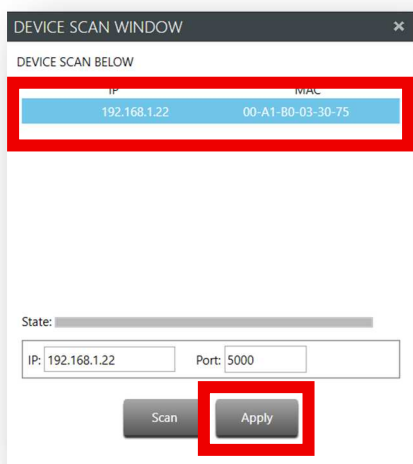 DEVICE SCAN WINDOW ×
DEVICE SCAN BELOW
IP MAC
192.168.1.22 00-A1-B0-03-30-75
State:
IP: 192.168.1.22 Port: 5000
Scan Apply